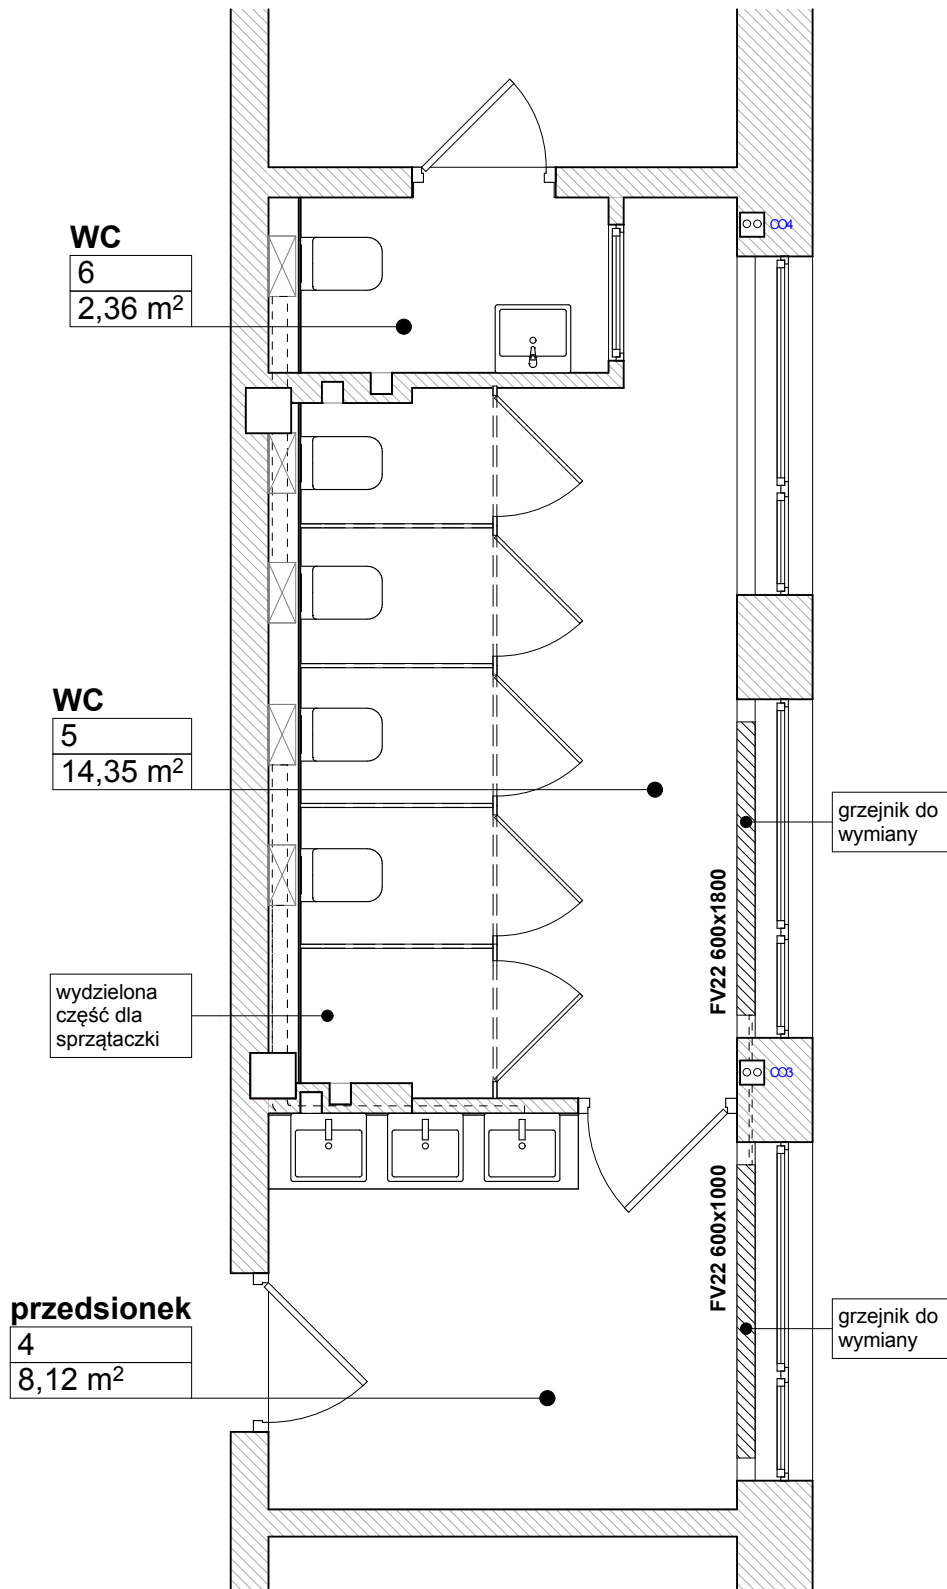 CO4
WC
6
2,36 m²
WC
5
14,35 m²
grzejnik do
wymiany
FV22 600x1800
wydzielona
część dla
sprzątaczki
CO3
FV22 600x1000
przedsionek
4
8,12 m²
grzejnik do
wymiany